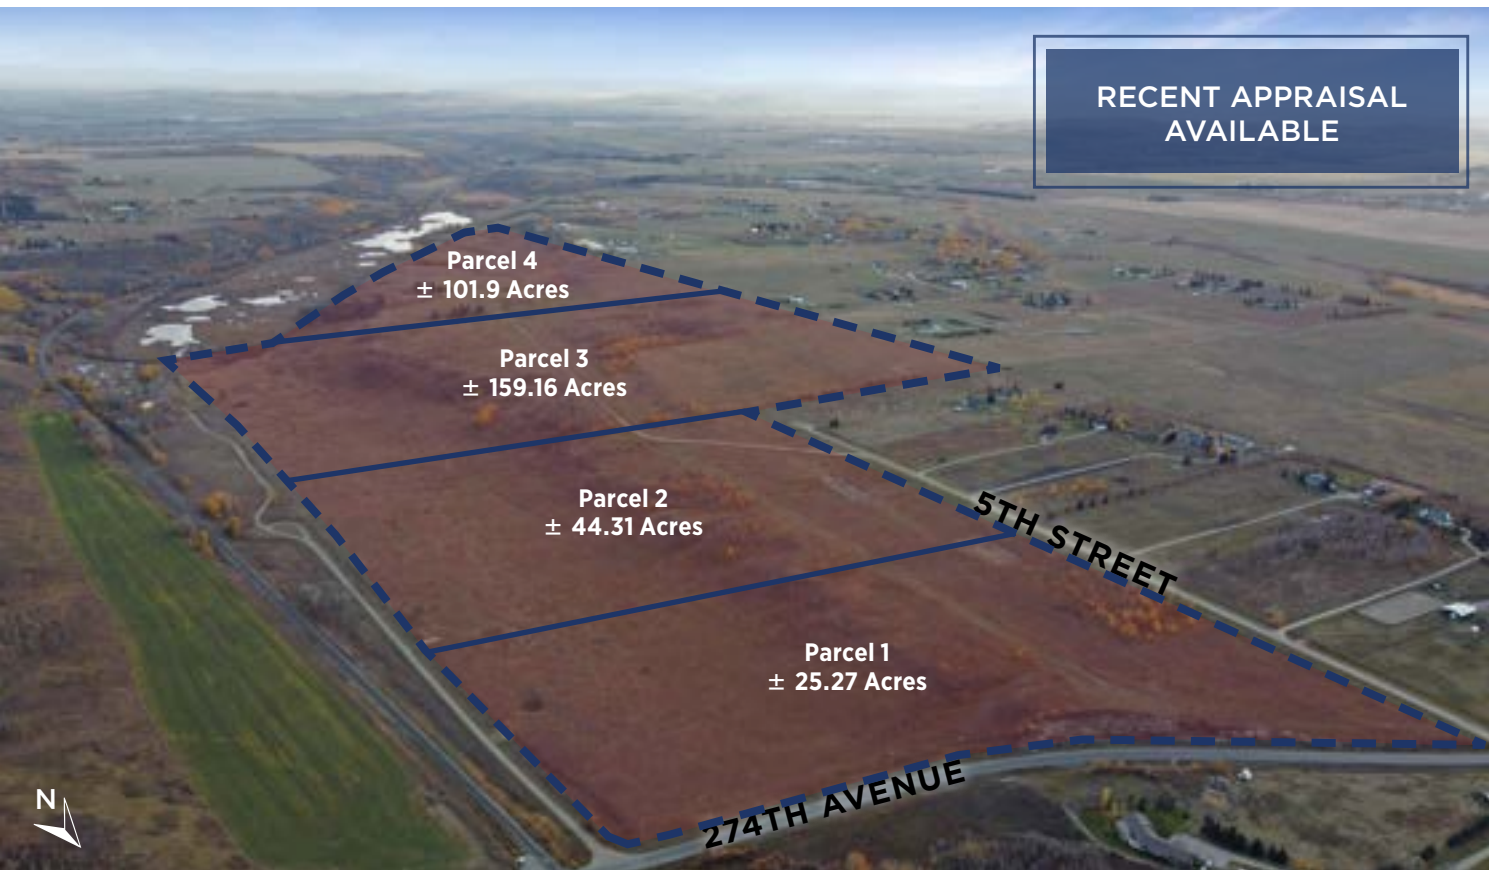 RECENT APPRAISAL
AVAILABLE
Parcel 4
± 101.9 Acres
Parcel 3
± 159.16 Acres
Parcel 2
± 44.31 Acres
5TH STREET
Parcel 1
± 25.27 Acres
274TH AVENUE
N